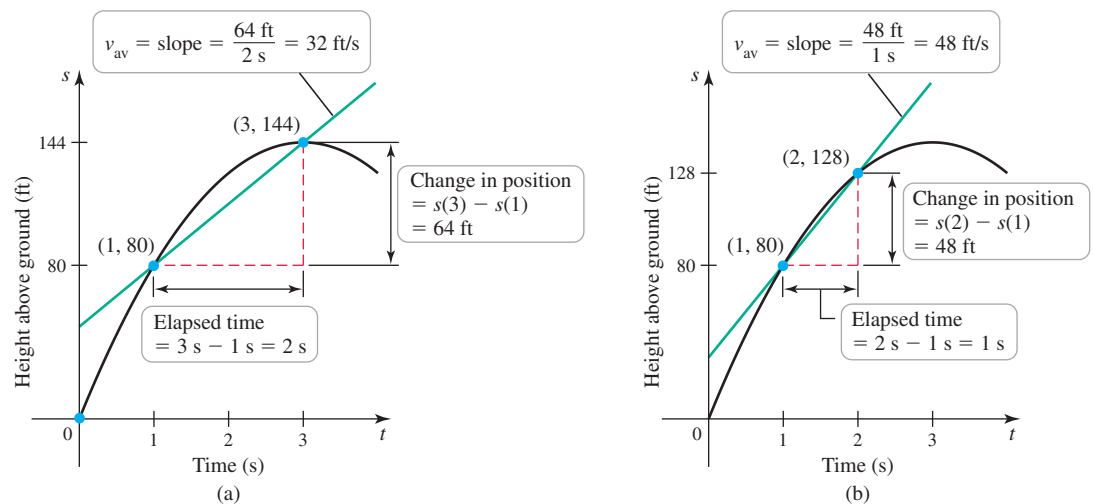 v_av = slope = 64 ft / 2 s = 32 ft/s
s
144
80
0
1
2
3
t
Height above ground (ft)
Time (s)
(3, 144)
(1, 80)
Change in position
= s(3) − s(1)
= 64 ft
Elapsed time
= 3 s − 1 s = 2 s
(a)
v_av = slope = 48 ft / 1 s = 48 ft/s
s
128
80
0
1
2
3
t
Height above ground (ft)
Time (s)
(2, 128)
(1, 80)
Change in position
= s(2) − s(1)
= 48 ft
Elapsed time
= 2 s − 1 s = 1 s
(b)